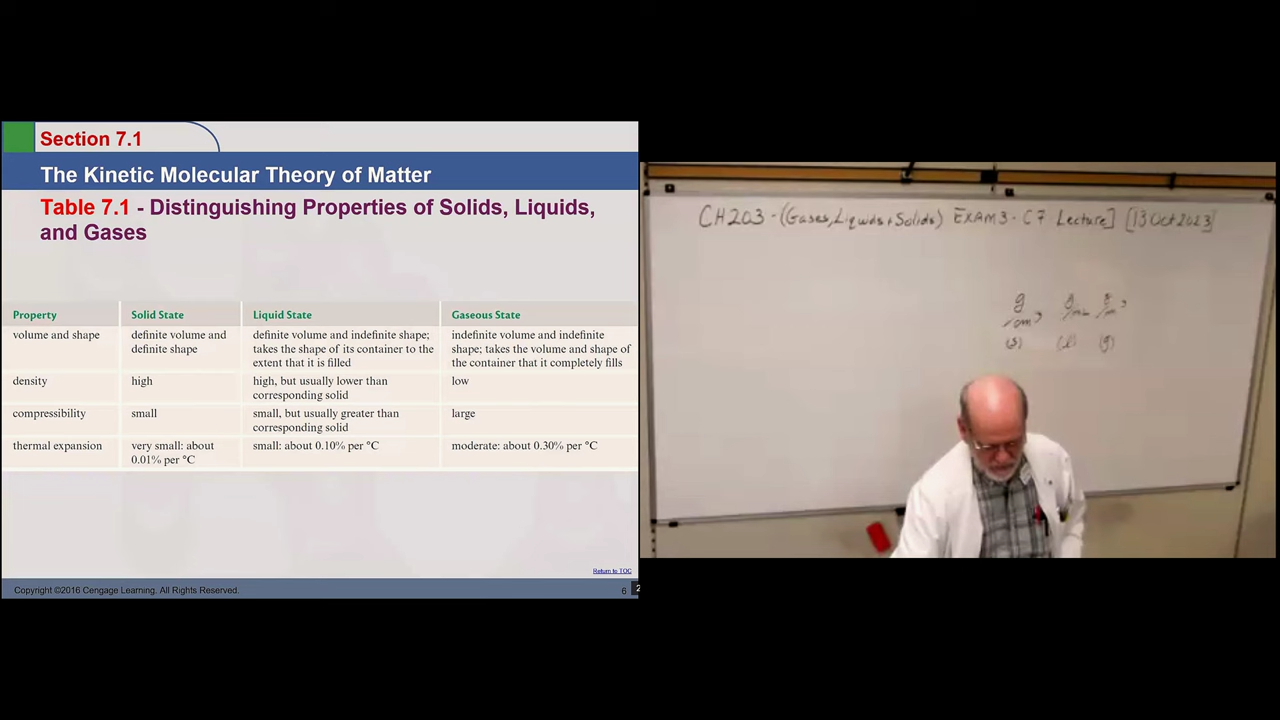 Section 7.1
The Kinetic Molecular Theory of Matter
Table 7.1 - Distinguishing Properties of Solids, Liquids,
and Gases
Property Solid State Liquid State Gaseous State
volume and shape definite volume and definite shape definite volume and indefinite shape; takes the shape of its container to the extent that it is filled indefinite volume and indefinite shape; takes the volume and shape of the container that it completely fills
density high high, but usually lower than corresponding solid low
compressibility small small, but usually greater than corresponding solid large
thermal expansion very small: about 0.01% per °C small: about 0.10% per °C moderate: about 0.30% per °C
Return to TOC
Copyright ©2016 Cengage Learning. All Rights Reserved. 6 2
CH203-(Gases, Liquids+Solids) EXAM3- C7 Lecture] [13Oct2023]
g g g
/cm3 /mL
(s) (l) (g)